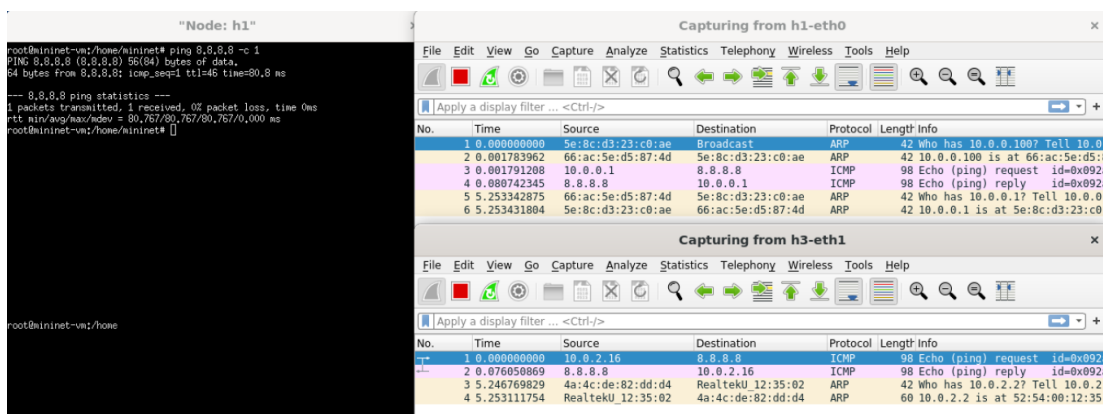 "Node: h1"
root@mininet-vm:/home/mininet# ping 8.8.8.8 -c 1
PING 8.8.8.8 (8.8.8.8) 56(84) bytes of data.
64 bytes from 8.8.8.8: icmp_seq=1 ttl=46 time=80.8 ms
--- 8.8.8.8 ping statistics ---
1 packets transmitted, 1 received, 0% packet loss, time 0ms
rtt min/avg/max/mdev = 80.767/80.767/80.767/0.000 ms
root@mininet-vm:/home/mininet#
root@mininet-vm:/home
Capturing from h1-eth0
File Edit View Go Capture Analyze Statistics Telephony Wireless Tools Help
Apply a display filter ... <Ctrl-/>
No. Time Source Destination Protocol Length Info
1 0.000000000 5e:8c:d3:23:c0:ae Broadcast ARP 42 Who has 10.0.0.100? Tell 10.0
2 0.001783962 66:ac:5e:d5:87:4d 5e:8c:d3:23:c0:ae ARP 42 10.0.0.100 is at 66:ac:5e:d5:
3 0.001791208 10.0.0.1 8.8.8.8 ICMP 98 Echo (ping) request id=0x092
4 0.080742345 8.8.8.8 10.0.0.1 ICMP 98 Echo (ping) reply id=0x092
5 5.253342875 66:ac:5e:d5:87:4d 5e:8c:d3:23:c0:ae ARP 42 Who has 10.0.0.1? Tell 10.0.0
6 5.253431804 5e:8c:d3:23:c0:ae 66:ac:5e:d5:87:4d ARP 42 10.0.0.1 is at 5e:8c:d3:23:c0
Capturing from h3-eth1
File Edit View Go Capture Analyze Statistics Telephony Wireless Tools Help
Apply a display filter ... <Ctrl-/>
No. Time Source Destination Protocol Length Info
1 0.000000000 10.0.2.16 8.8.8.8 ICMP 98 Echo (ping) request id=0x092
2 0.076050869 8.8.8.8 10.0.2.16 ICMP 98 Echo (ping) reply id=0x092
3 5.246769829 4a:4c:de:82:dd:d4 RealtekU_12:35:02 ARP 42 Who has 10.0.2.2? Tell 10.0.2
4 5.253111754 RealtekU_12:35:02 4a:4c:de:82:dd:d4 ARP 60 10.0.2.2 is at 52:54:00:12:35